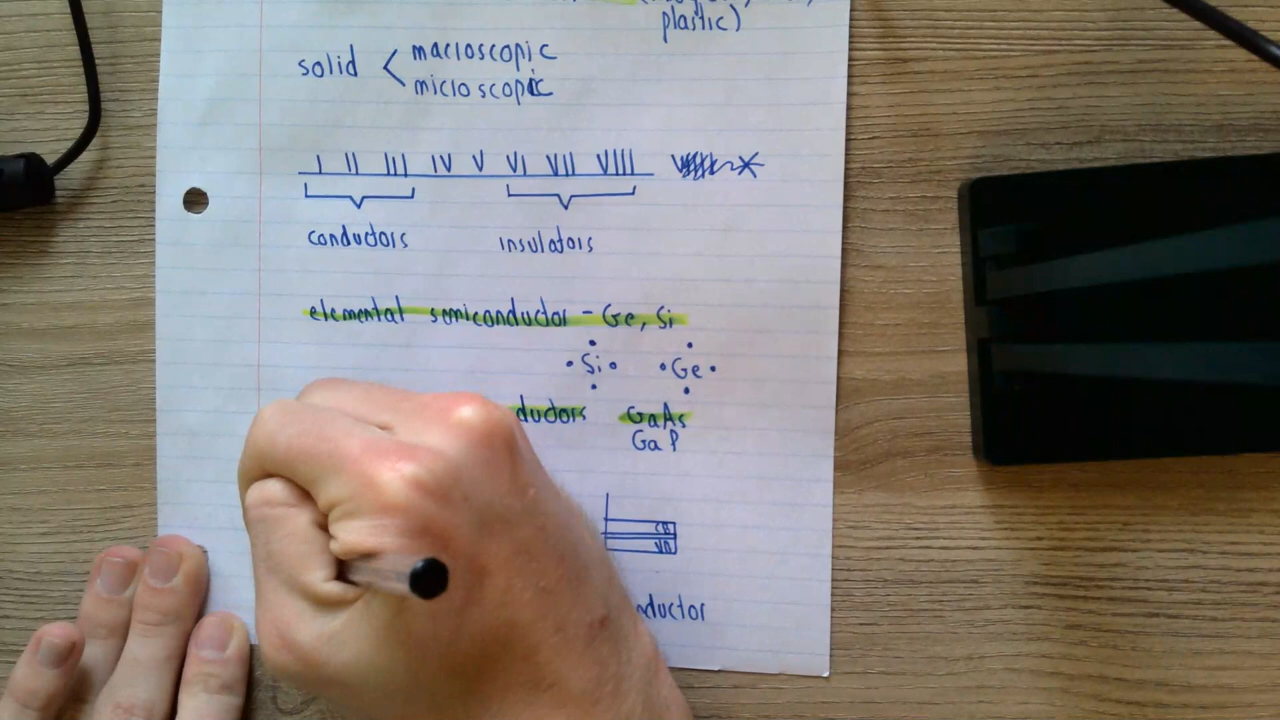 plastic)
solid < macroscopic
microscopic
I II III IV V VI VII VIII
conductors insulators
elemental semiconductor - Ge, Si
Si Ge
ductors GaAs
GaP
CB
VB
nductor